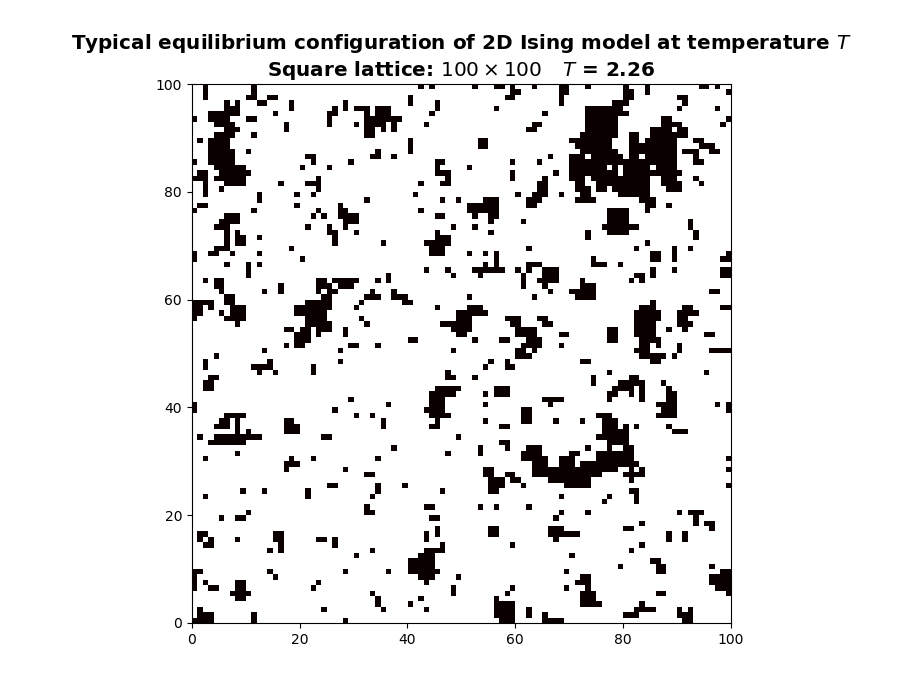 Typical equilibrium configuration of 2D Ising model at temperature T
Square lattice: 100 × 100 T = 2.26
100
80
60
40
20
0
0 20 40 60 80 100